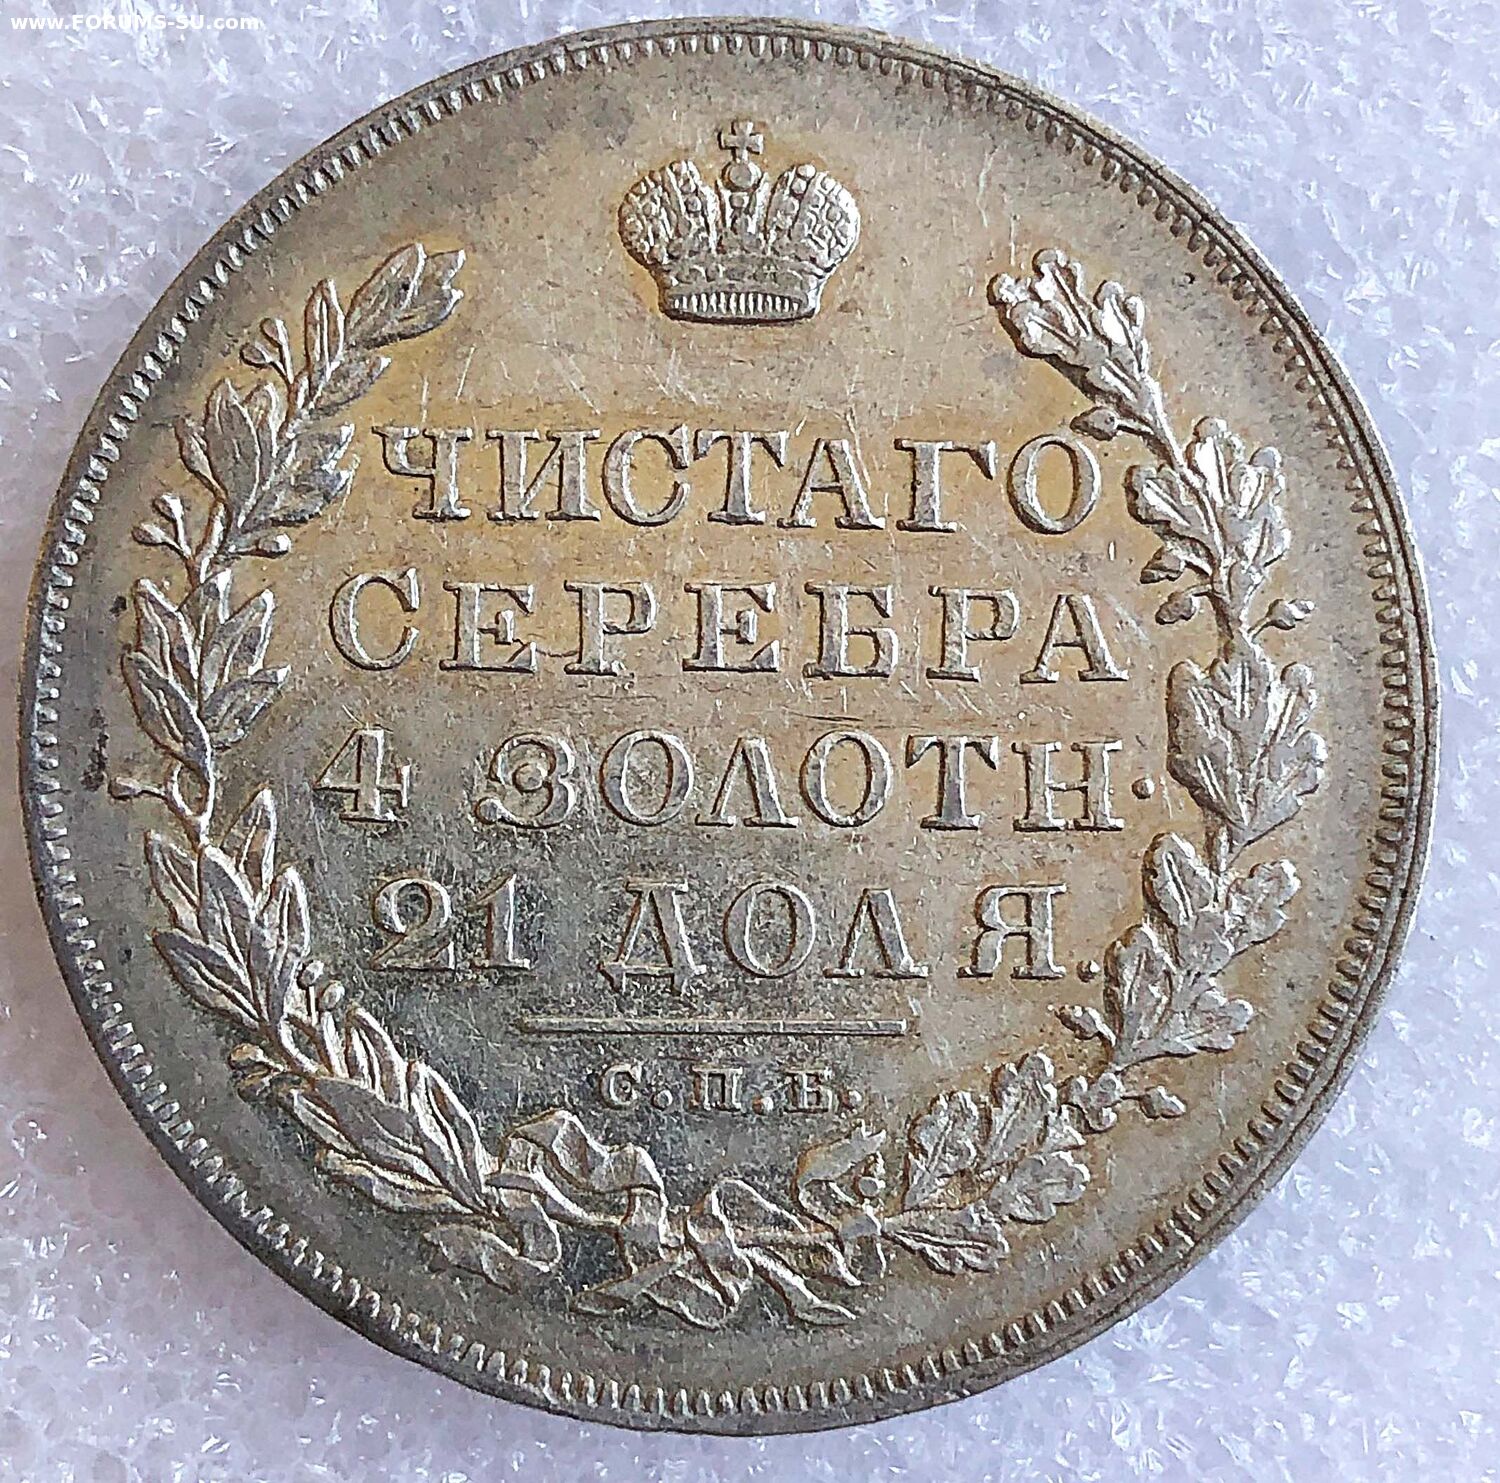 www.FORUMS-SU.com
ЧИСТАГО
СЕРЕБРА
4 ЗОЛОТН.
21 ДОЛЯ.
С.П.Б.